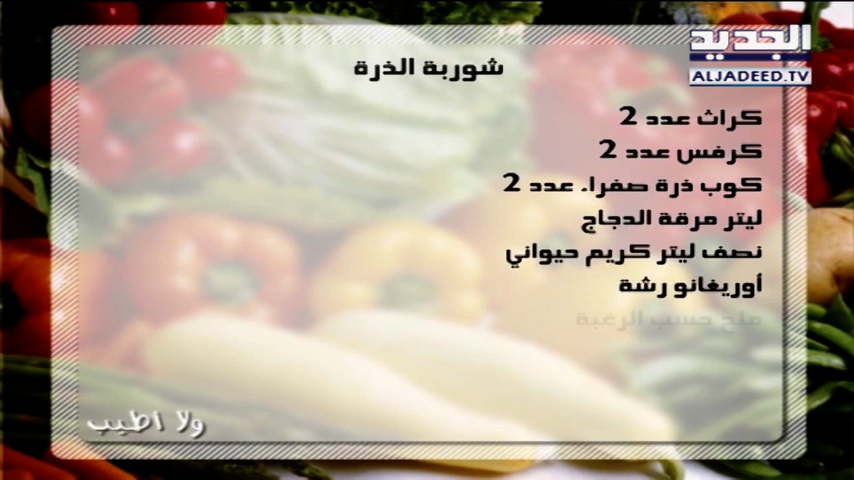 الجديد
ALJADEED.TV
شوربة الذرة
كراث عدد 2
كرفس عدد 2
كوب ذرة صفراء عدد 2
ليتر مرقة الدجاج
نصف ليتر كريم حيواني
أوريغانو رشة
ملح حسب الرغبة
ولا اطيب